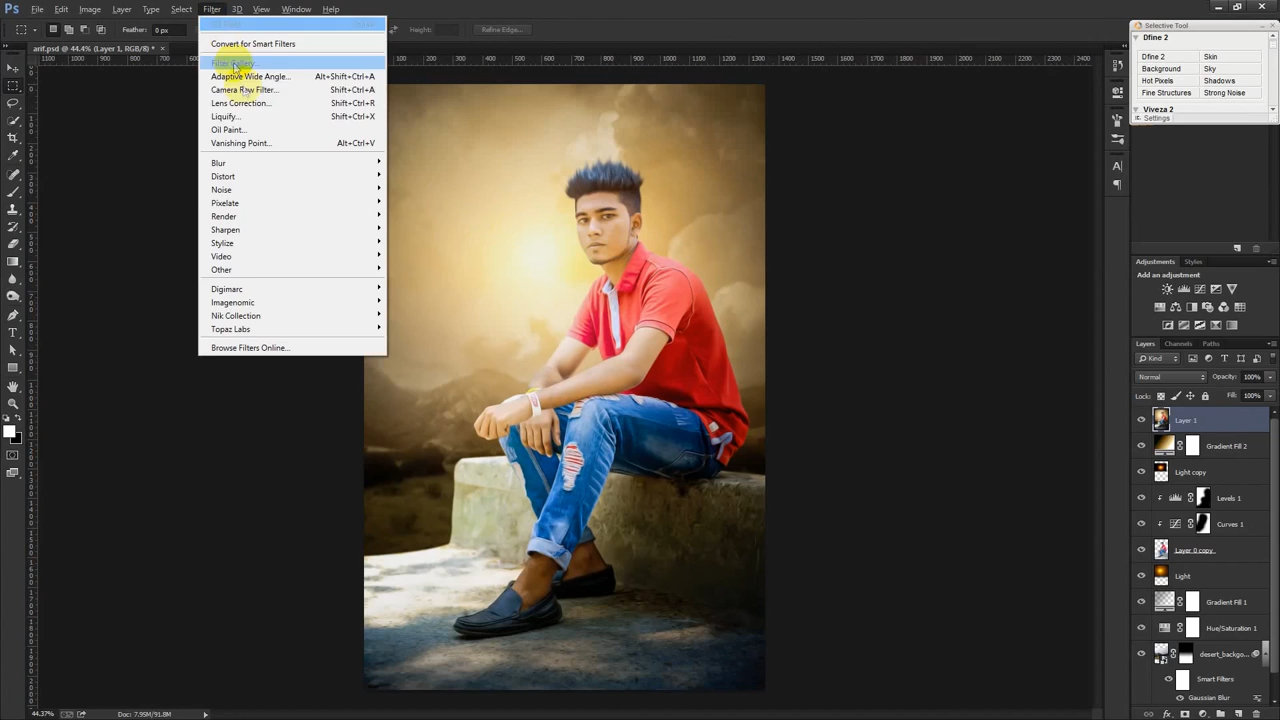 Ps File Edit Image Layer Type Select Filter 3D View Window Help
Feather: 0 px
Height:
Refine Edge...
arif.psd @ 44.4% (Layer 1, RGB/8) *
Convert for Smart Filters
Filter Gallery...
Adaptive Wide Angle... Alt+Shift+Ctrl+A
Camera Raw Filter... Shift+Ctrl+A
Lens Correction... Shift+Ctrl+R
Liquify... Shift+Ctrl+X
Oil Paint...
Vanishing Point... Alt+Ctrl+V
Blur
Distort
Noise
Pixelate
Render
Sharpen
Stylize
Video
Other
Digimarc
Imagenomic
Nik Collection
Topaz Labs
Browse Filters Online...
Selective Tool
Dfine 2
Dfine 2 Skin
Background Sky
Hot Pixels Shadows
Fine Structures Strong Noise
Viveza 2
Settings
Adjustments Styles
Add an adjustment
Layers Channels Paths
Kind
Normal Opacity: 100%
Lock: Fill: 100%
Layer 1
Gradient Fill 2
Light copy
Levels 1
Curves 1
Layer 0 copy
Light
Gradient Fill 1
Hue/Saturation 1
desert_backgo...
Smart Filters
Gaussian Blur
44.37% Doc: 7.95M/91.8M